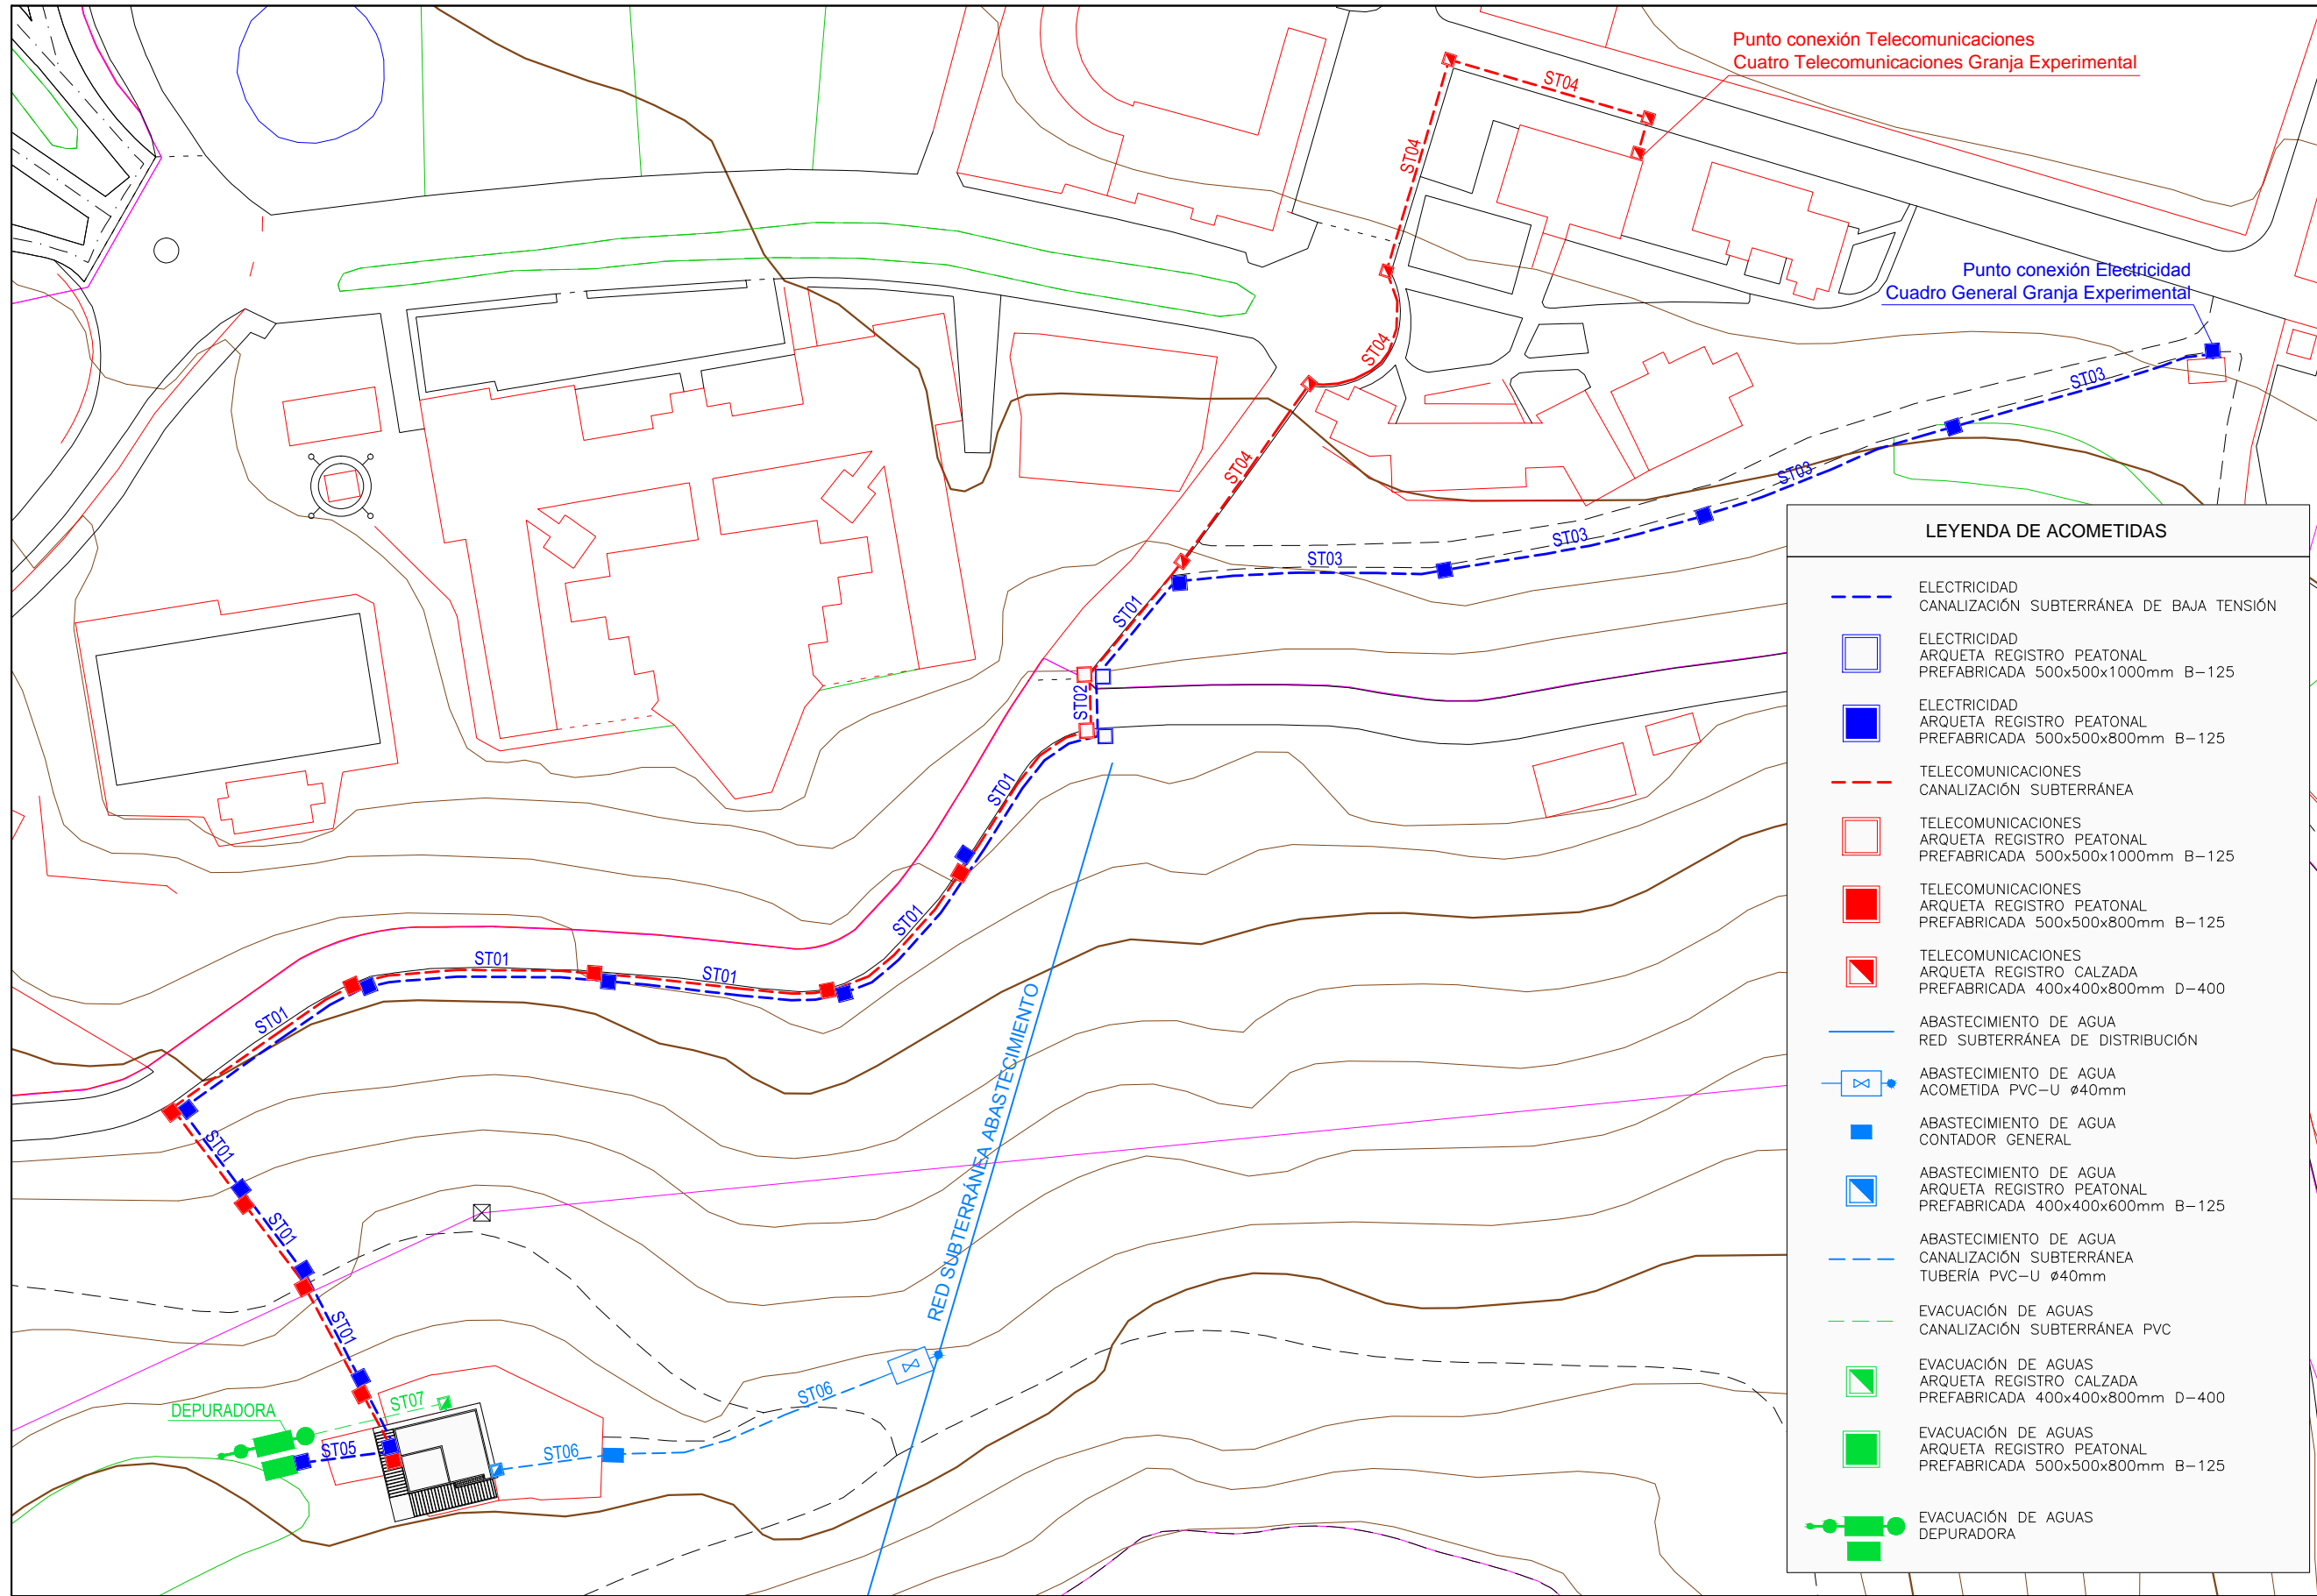 Punto conexión Telecomunicaciones
Cuatro Telecomunicaciones Granja Experimental
ST04
ST04
Punto conexión Electricidad
Cuadro General Granja Experimental
ST04
ST03
ST04
ST03
ST03
ST03
ST01
ST02
ST01
ST01
ST01
ST01
ST01
ST01
ST01
ST01
RED SUBTERRÁNEA ABASTECIMIENTO
ST06
ST07
DEPURADORA
ST05
ST06
LEYENDA DE ACOMETIDAS
ELECTRICIDAD
CANALIZACIÓN SUBTERRÁNEA DE BAJA TENSIÓN
ELECTRICIDAD
ARQUETA REGISTRO PEATONAL
PREFABRICADA 500x500x1000mm B-125
ELECTRICIDAD
ARQUETA REGISTRO PEATONAL
PREFABRICADA 500x500x800mm B-125
TELECOMUNICACIONES
CANALIZACIÓN SUBTERRÁNEA
TELECOMUNICACIONES
ARQUETA REGISTRO PEATONAL
PREFABRICADA 500x500x1000mm B-125
TELECOMUNICACIONES
ARQUETA REGISTRO PEATONAL
PREFABRICADA 500x500x800mm B-125
TELECOMUNICACIONES
ARQUETA REGISTRO CALZADA
PREFABRICADA 400x400x800mm D-400
ABASTECIMIENTO DE AGUA
RED SUBTERRÁNEA DE DISTRIBUCIÓN
ABASTECIMIENTO DE AGUA
ACOMETIDA PVC-U ø40mm
ABASTECIMIENTO DE AGUA
CONTADOR GENERAL
ABASTECIMIENTO DE AGUA
ARQUETA REGISTRO PEATONAL
PREFABRICADA 400x400x600mm B-125
ABASTECIMIENTO DE AGUA
CANALIZACIÓN SUBTERRÁNEA
TUBERÍA PVC-U ø40mm
EVACUACIÓN DE AGUAS
CANALIZACIÓN SUBTERRÁNEA PVC
EVACUACIÓN DE AGUAS
ARQUETA REGISTRO CALZADA
PREFABRICADA 400x400x800mm D-400
EVACUACIÓN DE AGUAS
ARQUETA REGISTRO PEATONAL
PREFABRICADA 500x500x800mm B-125
EVACUACIÓN DE AGUAS
DEPURADORA